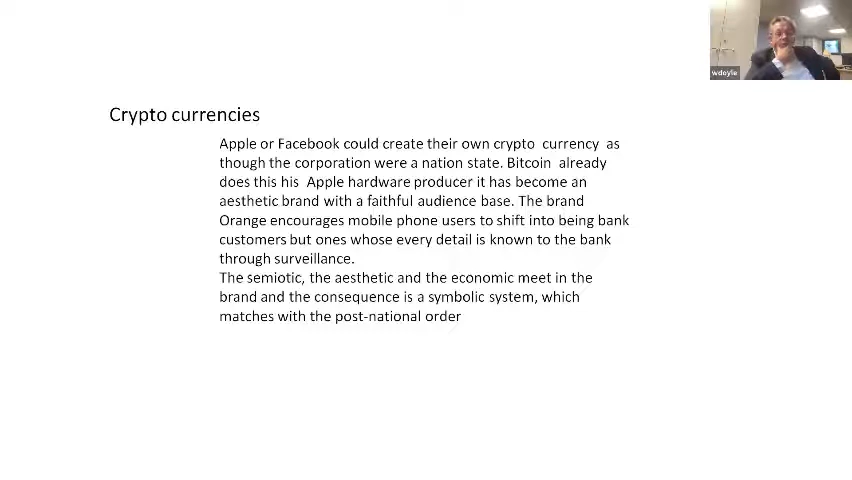 wdoyle
Crypto currencies
Apple or Facebook could create their own crypto currency as
though the corporation were a nation state. Bitcoin already
does this his Apple hardware producer it has become an
aesthetic brand with a faithful audience base. The brand
Orange encourages mobile phone users to shift into being bank
customers but ones whose every detail is known to the bank
through surveillance.
The semiotic, the aesthetic and the economic meet in the
brand and the consequence is a symbolic system, which
matches with the post-national order